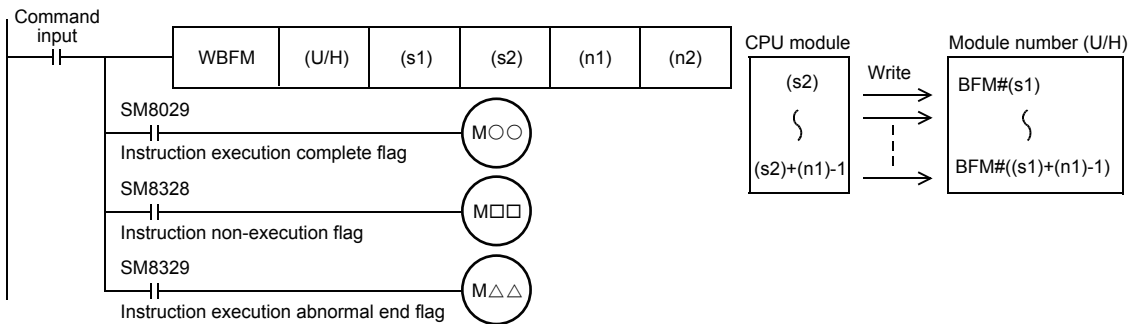 Command
input
WBFM (U/H) (s1) (s2) (n1) (n2)
SM8029
M○○
Instruction execution complete flag
SM8328
M□□
Instruction non-execution flag
SM8329
M△△
Instruction execution abnormal end flag
CPU module
(s2)
(s2)+(n1)-1
Write
Module number (U/H)
BFM#(s1)
BFM#((s1)+(n1)-1)